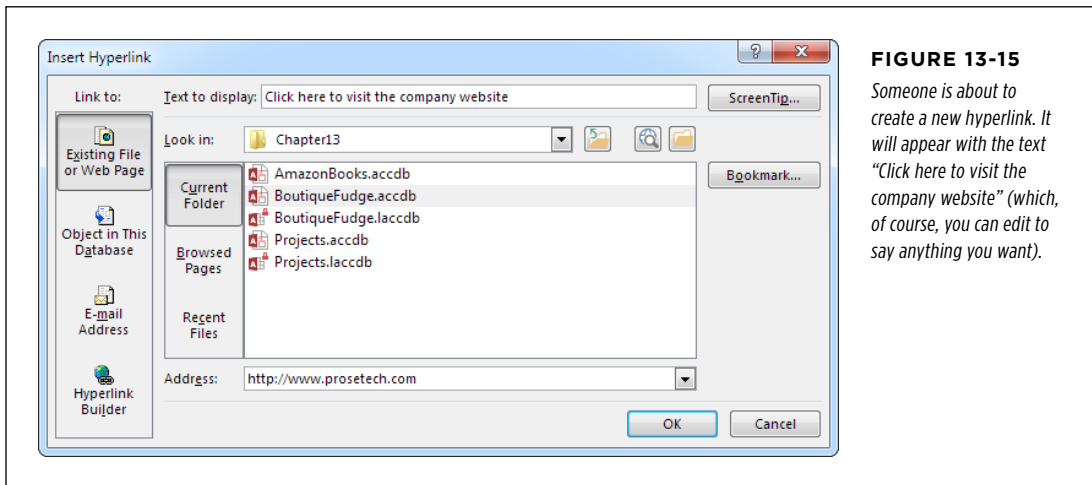 Insert Hyperlink
Link to:
Text to display: Click here to visit the company website
ScreenTip...
Existing File
or Web Page
Look in: Chapter13
Current
Folder
AmazonBooks.accdb
BoutiqueFudge.accdb
BoutiqueFudge.laccdb
Projects.accdb
Projects.laccdb
Bookmark...
Object in This
Database
Browsed
Pages
E-mail
Address
Recent
Files
Hyperlink
Builder
Address: http://www.prosetech.com
OK
Cancel
FIGURE 13-15
Someone is about to
create a new hyperlink. It
will appear with the text
“Click here to visit the
company website” (which,
of course, you can edit to
say anything you want).